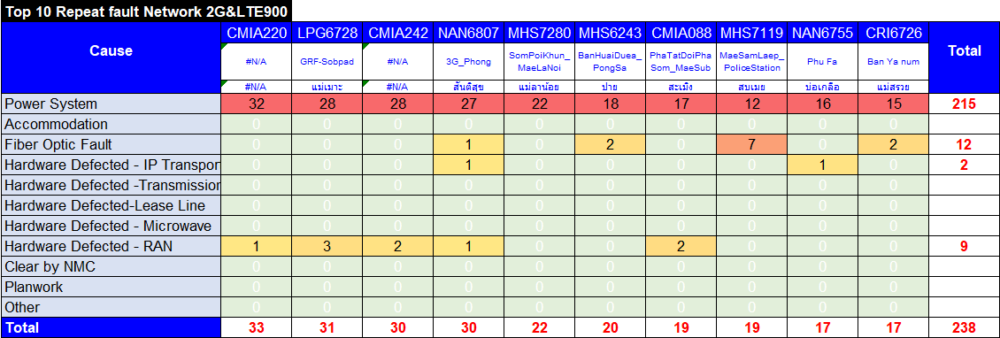 Top 10 Repeat fault Network 2G&LTE900
Cause CMIA220 LPG6728 CMIA242 NAN6807 MHS7280 MHS6243 CMIA088 MHS7119 NAN6755 CRI6726 Total
#N/A GRF-Sobpad #N/A 3G_Phong SomPoiKhun_MaeLaNoi BanHuaiDuea_PongSa PhaTatDoiPhaSom_MaeSub MaeSamLaep_PoliceStation Phu Fa Ban Ya num
#N/A แม่เมาะ #N/A สันติสุข แม่ลาน้อย ปาย สะเมิง สบเมย บ่อเกลือ แม่สรวย
Power System 32 28 28 27 22 18 17 12 16 15 215
Accommodation 0 0 0 0 0 0 0 0 0 0
Fiber Optic Fault 0 0 0 1 0 2 0 7 0 2 12
Hardware Defected - IP Transpor 0 0 0 1 0 0 0 0 1 0 2
Hardware Defected -Transmission 0 0 0 0 0 0 0 0 0 0
Hardware Defected-Lease Line 0 0 0 0 0 0 0 0 0 0
Hardware Defected - Microwave 0 0 0 0 0 0 0 0 0 0
Hardware Defected - RAN 1 3 2 1 0 0 2 0 0 0 9
Clear by NMC 0 0 0 0 0 0 0 0 0 0
Planwork 0 0 0 0 0 0 0 0 0 0
Other 0 0 0 0 0 0 0 0 0 0
Total 33 31 30 30 22 20 19 19 17 17 238